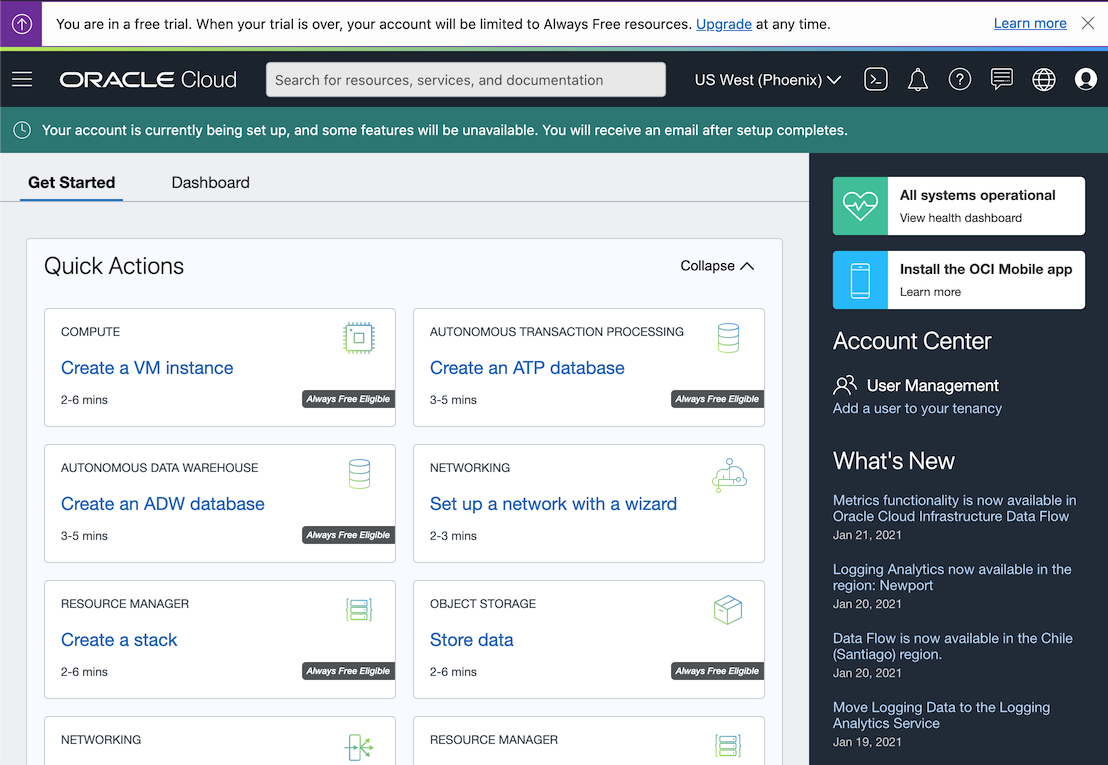 You are in a free trial. When your trial is over, your account will be limited to Always Free resources. Upgrade at any time.
Learn more
ORACLE Cloud
Search for resources, services, and documentation
US West (Phoenix)
Your account is currently being set up, and some features will be unavailable. You will receive an email after setup completes.
Get Started
Dashboard
Quick Actions
Collapse
COMPUTE
Create a VM instance
2-6 mins
Always Free Eligible
AUTONOMOUS TRANSACTION PROCESSING
Create an ATP database
3-5 mins
Always Free Eligible
AUTONOMOUS DATA WAREHOUSE
Create an ADW database
3-5 mins
Always Free Eligible
NETWORKING
Set up a network with a wizard
2-3 mins
RESOURCE MANAGER
Create a stack
2-6 mins
Always Free Eligible
OBJECT STORAGE
Store data
2-6 mins
Always Free Eligible
NETWORKING
RESOURCE MANAGER
All systems operational
View health dashboard
Install the OCI Mobile app
Learn more
Account Center
User Management
Add a user to your tenancy
What's New
Metrics functionality is now available in
Oracle Cloud Infrastructure Data Flow
Jan 21, 2021
Logging Analytics now available in the
region: Newport
Jan 20, 2021
Data Flow is now available in the Chile
(Santiago) region.
Jan 20, 2021
Move Logging Data to the Logging
Analytics Service
Jan 19, 2021